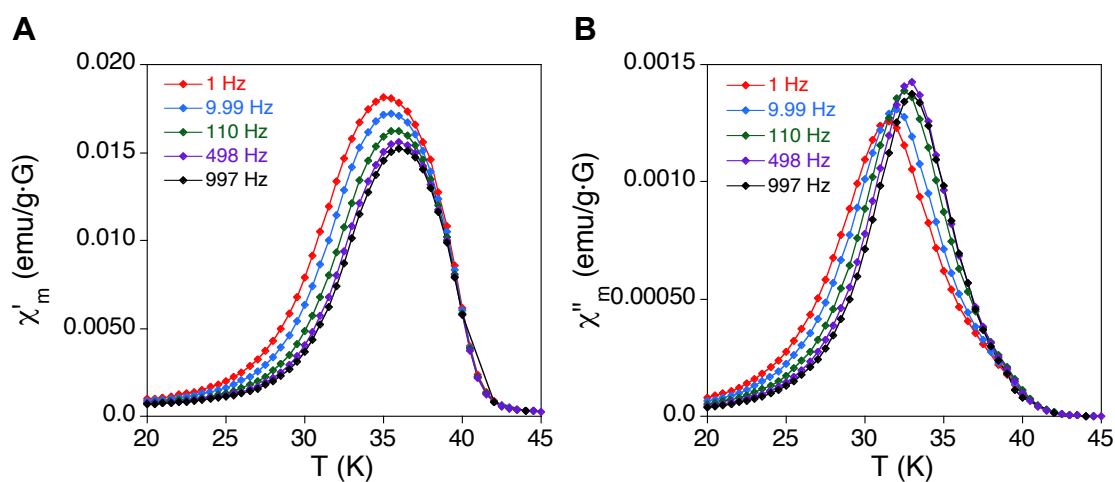 A
0.020
0.015
0.010
0.0050
0.0
χ'm (emu/g·G)
1 Hz
9.99 Hz
110 Hz
498 Hz
997 Hz
20 25 30 35 40 45
T (K)
B
0.0015
0.0010
0.00050
0.0
χ''m (emu/g·G)
1 Hz
9.99 Hz
110 Hz
498 Hz
997 Hz
20 25 30 35 40 45
T (K)